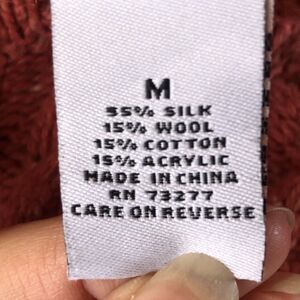 M
55% SILK
15% WOOL
15% COTTON
15% ACRYLIC
MADE IN CHINA
RN 73277
CARE ON REVERSE